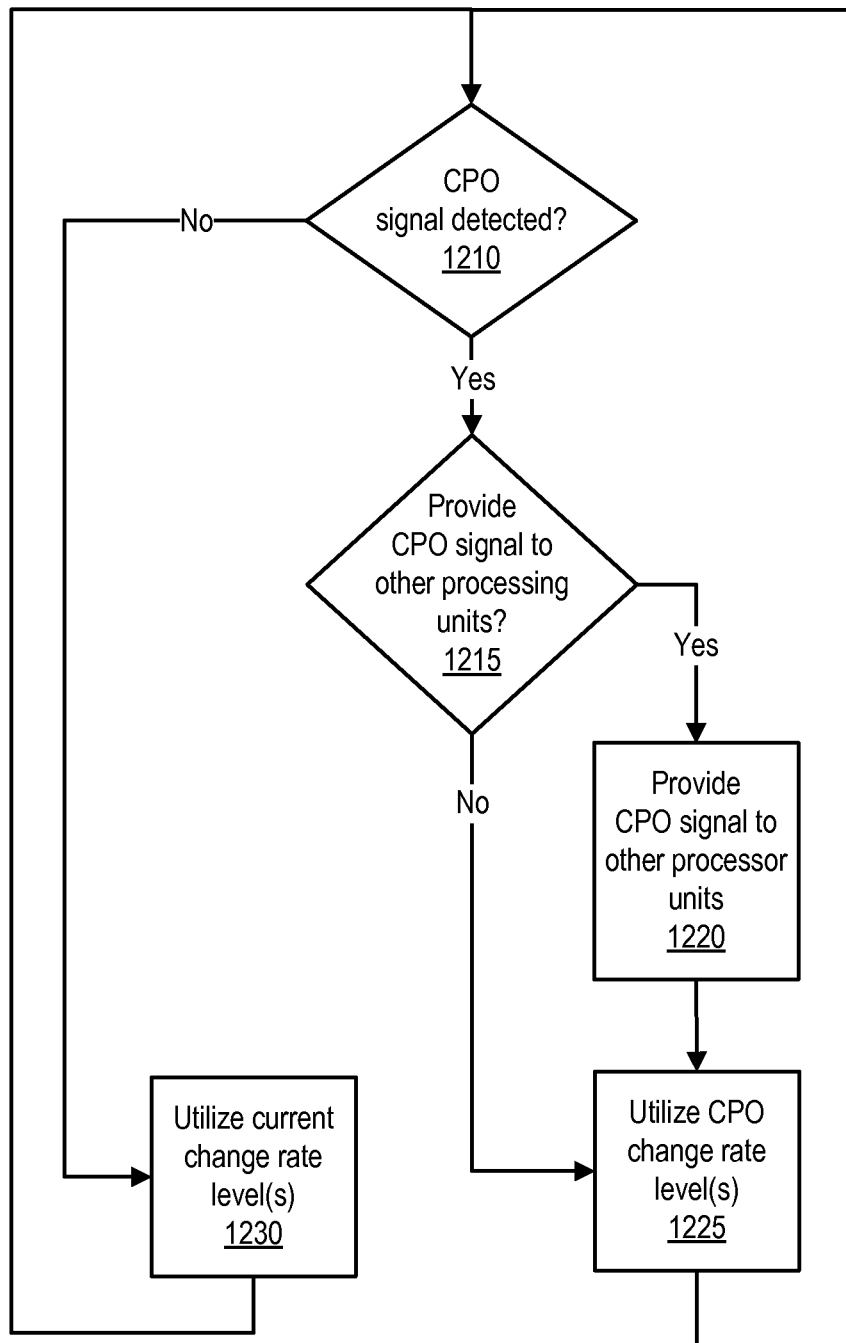 CPO
signal detected?
1210
No
Yes
Provide
CPO signal to
other processing
units?
1215
Yes
No
Provide
CPO signal to
other processor
units
1220
Utilize current
change rate
level(s)
1230
Utilize CPO
change rate
level(s)
1225